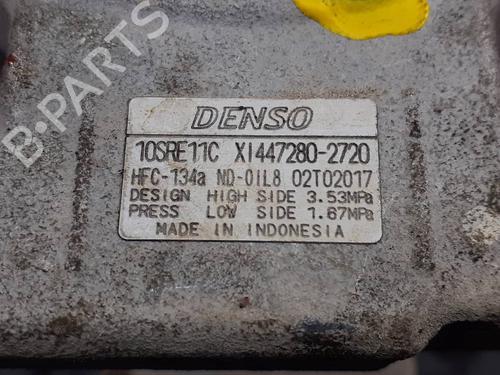 B-PARTS
DENSO
10SRE11C XI447280-2720
HFC-134a ND-OIL8 02T02017
DESIGN HIGH SIDE 3.53MPa
PRESS LOW SIDE 1.67MPa
MADE IN INDONESIA